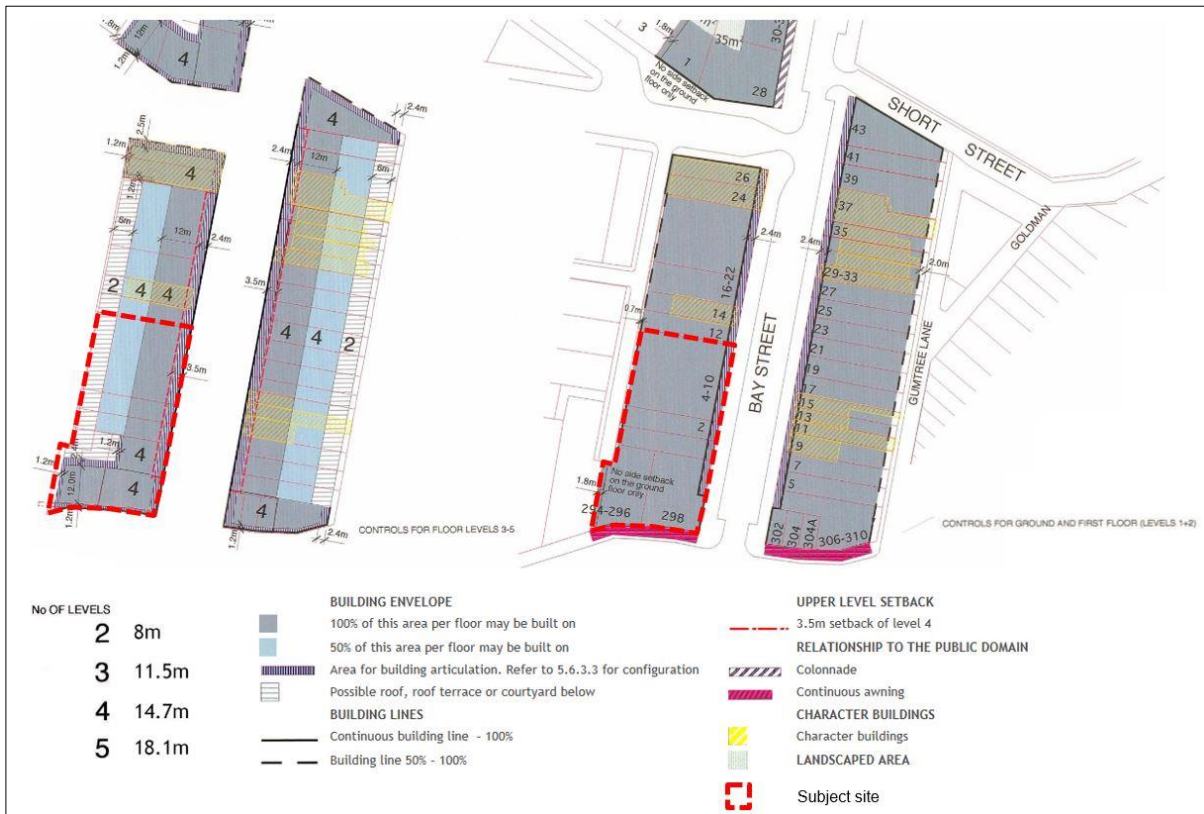 1.8m
12m
1.2m
4
2.5m
1.2m
4
1.2m
6m
12m
2.4m
2
4
4
3.5m
1.2m
2.4m
4
1.2m
12.0m
4
1.2m
4
2.4m
2.4m
12m
6m
3.5m
4
4
2
4
1.2m
2.4m
CONTROLS FOR FLOOR LEVELS 3-5
1.8m
3
35m²
1
28
No side setback
on the ground
floor only
SHORT
STREET
43
41
39
37
35
29-33
27
25
23
21
19
17
15
13
11
9
7
5
2.4m
2.4m
2.0m
GOLDMAN
GUMTREE LANE
BAY STREET
26
24
16-22
14
12
0.7m
4-10
2
No side setback
on the ground
floor only
1.8m
294-296
298
302
304
304A
306-310
CONTROLS FOR GROUND AND FIRST FLOOR (LEVELS 1+2)
No OF LEVELS
2 8m
3 11.5m
4 14.7m
5 18.1m
BUILDING ENVELOPE
100% of this area per floor may be built on
50% of this area per floor may be built on
Area for building articulation. Refer to 5.6.3.3 for configuration
Possible roof, roof terrace or courtyard below
BUILDING LINES
Continuous building line - 100%
Building line 50% - 100%
UPPER LEVEL SETBACK
3.5m setback of level 4
RELATIONSHIP TO THE PUBLIC DOMAIN
Colonnade
Continuous awning
CHARACTER BUILDINGS
Character buildings
LANDSCAPED AREA
Subject site